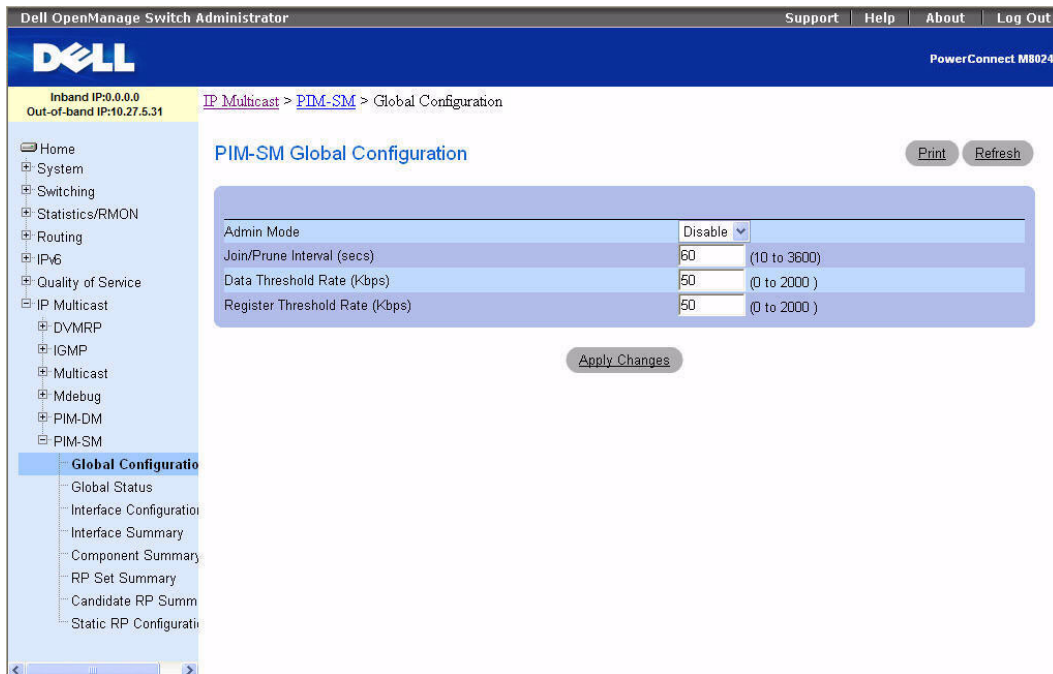 Dell OpenManage Switch Administrator
Support | Help | About | Log Out
DELL
PowerConnect M8024
Inband IP:0.0.0.0
Out-of-band IP:10.27.5.31
IP Multicast > PIM-SM > Global Configuration
Home
System
Switching
Statistics/RMON
Routing
IPv6
Quality of Service
IP Multicast
DVMRP
IGMP
Multicast
Mdebug
PIM-DM
PIM-SM
Global Configuratio
Global Status
Interface Configuration
Interface Summary
Component Summary
RP Set Summary
Candidate RP Summ
Static RP Configurati
PIM-SM Global Configuration
Print Refresh
Admin Mode Disable
Join/Prune Interval (secs) 60 (10 to 3600)
Data Threshold Rate (Kbps) 50 (0 to 2000 )
Register Threshold Rate (Kbps) 50 (0 to 2000 )
Apply Changes